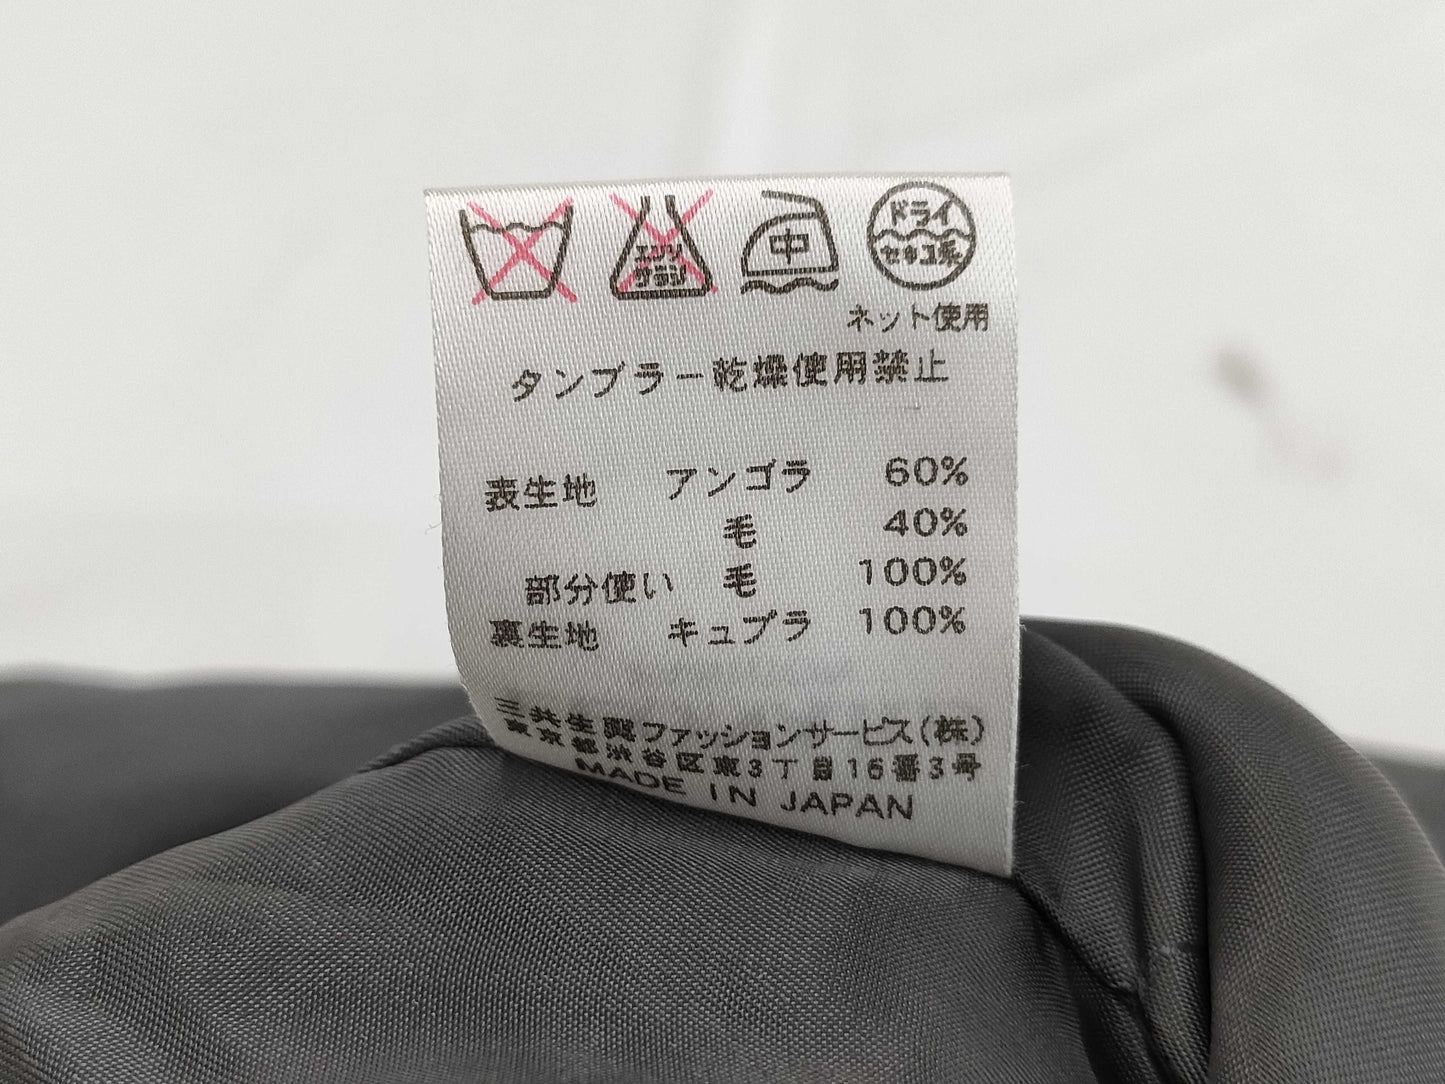 エンソ
サラシ
中
ドライ
セキユ系
ネット使用
タンブラー乾燥使用禁止
表生地 アンゴラ 60%
毛 40%
部分使い 毛 100%
裏生地 キュプラ 100%
三共生興ファッションサービス(株)
東京都渋谷区東3丁目16番3号
MADE IN JAPAN